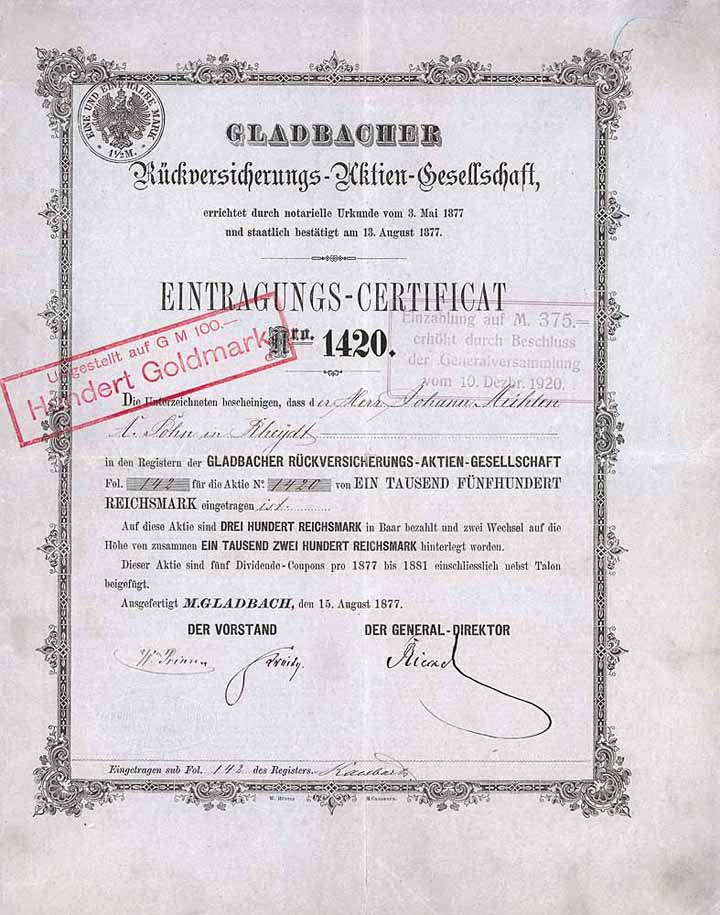 EINE UND EINE HALBE MARK
1½ M.
GLADBACHER
Rückversicherungs-Aktien-Gesellschaft,
errichtet durch notarielle Urkunde vom 3. Mai 1877
und staatlich bestätigt am 13. August 1877.
EINTRAGUNGS-CERTIFICAT
Nro. 1420.
Umgestellt auf G M 100.—
Hundert Goldmark
Einzahlung auf M. 375.—
erhöht durch Beschluss
der Generalversammlung
vom 10. Dezbr. 1920.
Die Unterzeichneten bescheinigen, dass der Herr Johann Mühlen
A. Sohn in Rheydt
in den Registern der GLADBACHER RÜCKVERSICHERUNGS-AKTIEN-GESELLSCHAFT
Fol. 142 für die Aktie No. 1420 von EIN TAUSEND FÜNFHUNDERT
REICHSMARK eingetragen ist.
Auf diese Aktie sind DREI HUNDERT REICHSMARK in Baar bezahlt und zwei Wechsel auf die
Höhe von zusammen EIN TAUSEND ZWEI HUNDERT REICHSMARK hinterlegt worden.
Dieser Aktie sind fünf Dividende-Coupons pro 1877 bis 1881 einschliesslich nebst Talon
beigefügt.
Ausgefertigt M.GLADBACH, den 15. August 1877.
DER VORSTAND DER GENERAL-DIREKTOR
Eingetragen sub Fol. 142 des Registers.